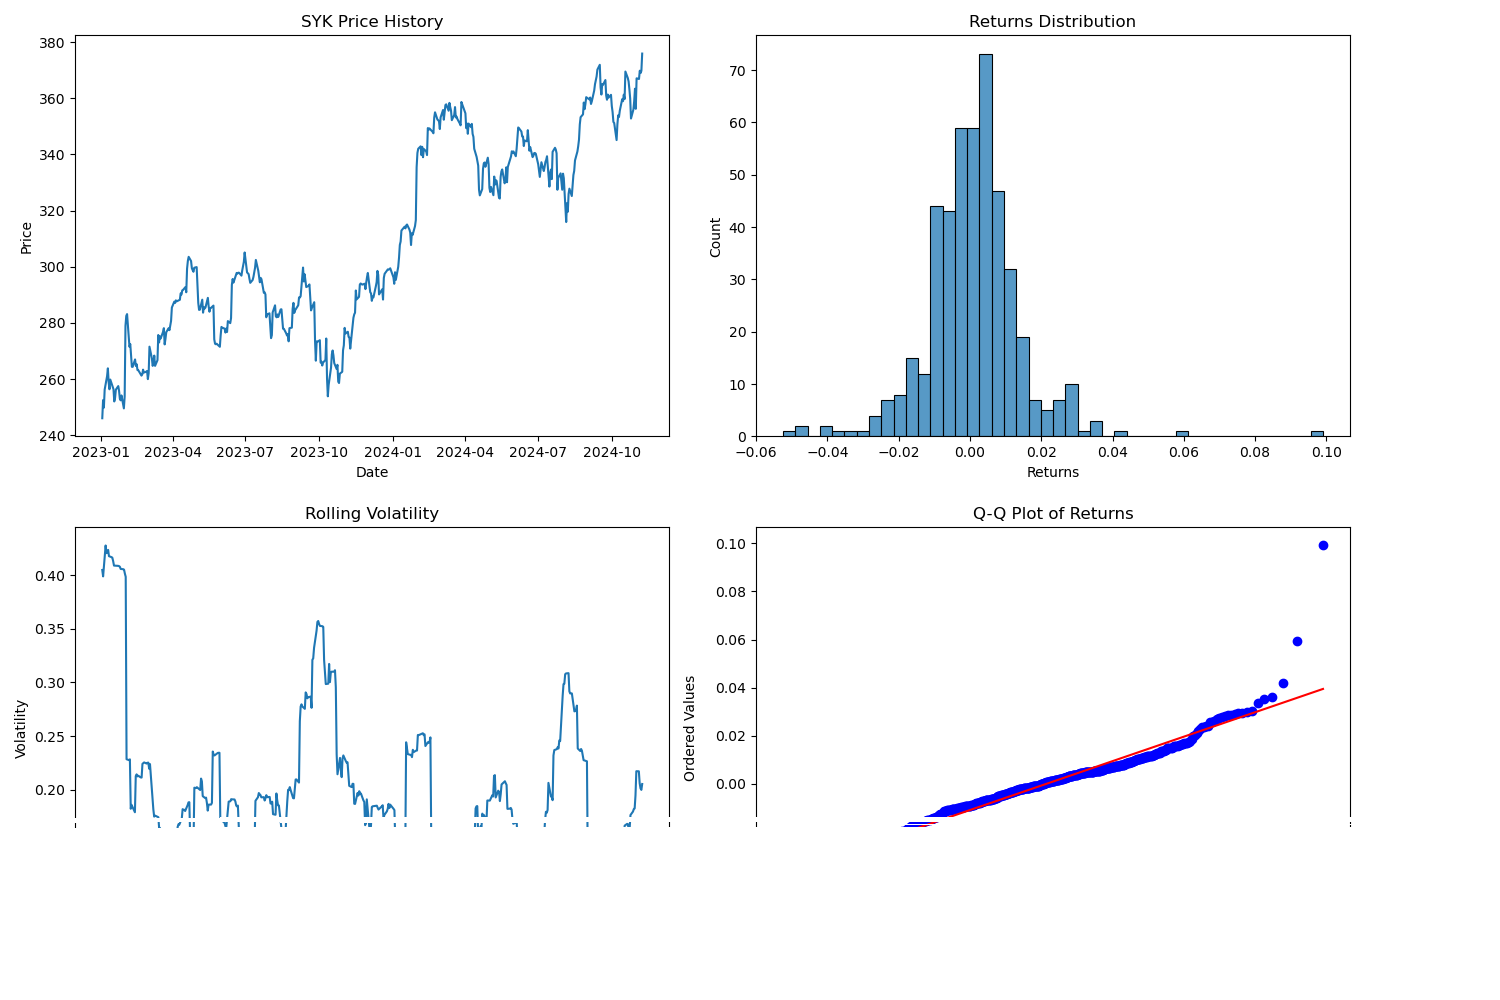 SYK Price History
380
360
340
320
300
280
260
240
Price
2023-01 2023-04 2023-07 2023-10 2024-01 2024-04 2024-07 2024-10
Date
Returns Distribution
70
60
50
40
30
20
10
0
Count
−0.06 −0.04 −0.02 0.00 0.02 0.04 0.06 0.08 0.10
Returns
Rolling Volatility
0.40
0.35
0.30
0.25
0.20
Volatility
Q-Q Plot of Returns
0.10
0.08
0.06
0.04
0.02
0.00
Ordered Values